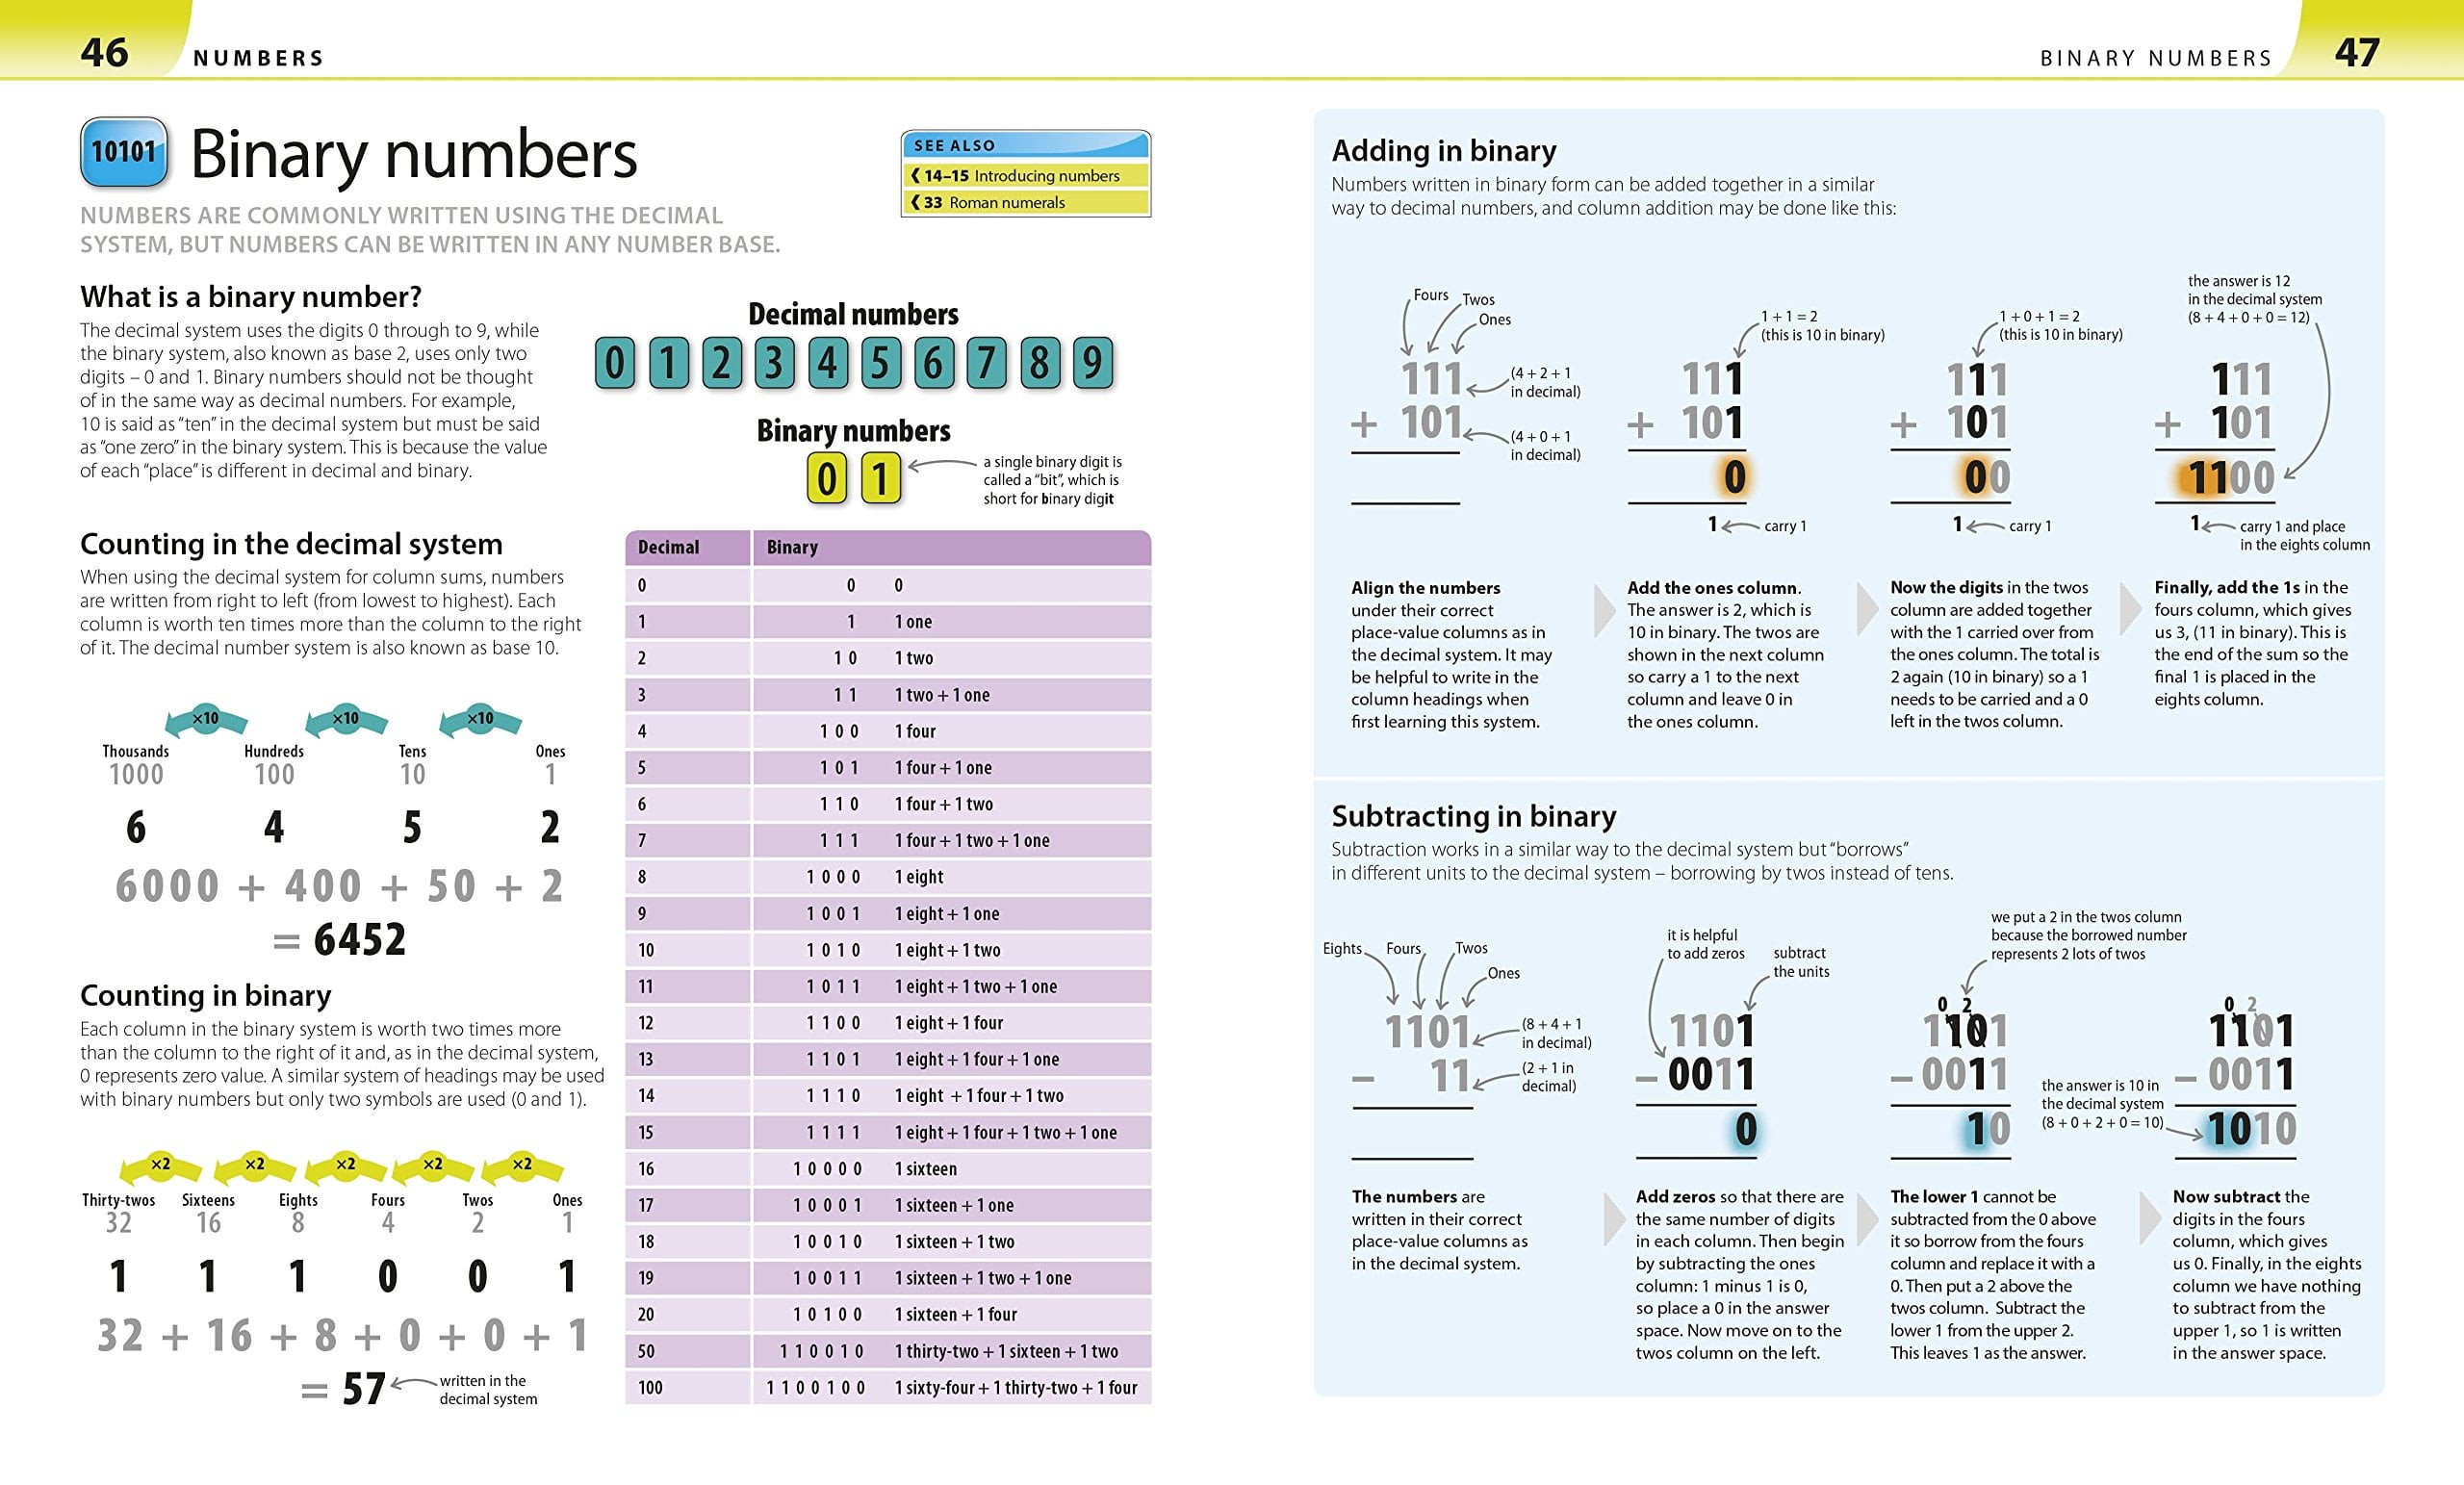 46
NUMBERS
10101
Binary numbers
NUMBERS ARE COMMONLY WRITTEN USING THE DECIMAL
SYSTEM, BUT NUMBERS CAN BE WRITTEN IN ANY NUMBER BASE.
SEE ALSO
❰ 14–15 Introducing numbers
❰ 33 Roman numerals
What is a binary number?
The decimal system uses the digits 0 through to 9, while
the binary system, also known as base 2, uses only two
digits – 0 and 1. Binary numbers should not be thought
of in the same way as decimal numbers. For example,
10 is said as “ten” in the decimal system but must be said
as “one zero” in the binary system. This is because the value
of each “place” is different in decimal and binary.
Decimal numbers
0 1 2 3 4 5 6 7 8 9
Binary numbers
0 1
a single binary digit is
called a “bit”, which is
short for binary digit
Counting in the decimal system
When using the decimal system for column sums, numbers
are written from right to left (from lowest to highest). Each
column is worth ten times more than the column to the right
of it. The decimal number system is also known as base 10.
×10 ×10 ×10
Thousands Hundreds Tens Ones
1000 100 10 1
6 4 5 2
6000 + 400 + 50 + 2
= 6452
Counting in binary
Each column in the binary system is worth two times more
than the column to the right of it and, as in the decimal system,
0 represents zero value. A similar system of headings may be used
with binary numbers but only two symbols are used (0 and 1).
×2 ×2 ×2 ×2 ×2
Thirty-twos Sixteens Eights Fours Twos Ones
32 16 8 4 2 1
1 1 1 0 0 1
32 + 16 + 8 + 0 + 0 + 1
= 57
written in the
decimal system
Decimal Binary
0 0 0
1 1 1 one
2 1 0 1 two
3 1 1 1 two + 1 one
4 1 0 0 1 four
5 1 0 1 1 four + 1 one
6 1 1 0 1 four + 1 two
7 1 1 1 1 four + 1 two + 1 one
8 1 0 0 0 1 eight
9 1 0 0 1 1 eight + 1 one
10 1 0 1 0 1 eight + 1 two
11 1 0 1 1 1 eight + 1 two + 1 one
12 1 1 0 0 1 eight + 1 four
13 1 1 0 1 1 eight + 1 four + 1 one
14 1 1 1 0 1 eight + 1 four + 1 two
15 1 1 1 1 1 eight + 1 four + 1 two + 1 one
16 1 0 0 0 0 1 sixteen
17 1 0 0 0 1 1 sixteen + 1 one
18 1 0 0 1 0 1 sixteen + 1 two
19 1 0 0 1 1 1 sixteen + 1 two + 1 one
20 1 0 1 0 0 1 sixteen + 1 four
50 1 1 0 0 1 0 1 thirty-two + 1 sixteen + 1 two
100 1 1 0 0 1 0 0 1 sixty-four + 1 thirty-two + 1 four
BINARY NUMBERS
47
Adding in binary
Numbers written in binary form can be added together in a similar
way to decimal numbers, and column addition may be done like this:
Fours
Twos
Ones
111
(4 + 2 + 1
in decimal)
+ 101
(4 + 0 + 1
in decimal)
Align the numbers
under their correct
place-value columns as in
the decimal system. It may
be helpful to write in the
column headings when
first learning this system.
1 + 1 = 2
(this is 10 in binary)
111
+ 101
0
1
carry 1
Add the ones column.
The answer is 2, which is
10 in binary. The twos are
shown in the next column
so carry a 1 to the next
column and leave 0 in
the ones column.
1 + 0 + 1 = 2
(this is 10 in binary)
111
+ 101
00
1
carry 1
Now the digits in the twos
column are added together
with the 1 carried over from
the ones column. The total is
2 again (10 in binary) so a 1
needs to be carried and a 0
left in the twos column.
the answer is 12
in the decimal system
(8 + 4 + 0 + 0 = 12)
111
+ 101
1100
1
carry 1 and place
in the eights column
Finally, add the 1s in the
fours column, which gives
us 3, (11 in binary). This is
the end of the sum so the
final 1 is placed in the
eights column.
Subtracting in binary
Subtraction works in a similar way to the decimal system but “borrows”
in different units to the decimal system – borrowing by twos instead of tens.
Eights
Fours
Twos
Ones
1101
(8 + 4 + 1
in decimal)
– 11
(2 + 1 in
decimal)
The numbers are
written in their correct
place-value columns as
in the decimal system.
it is helpful
to add zeros
subtract
the units
1101
– 0011
0
Add zeros so that there are
the same number of digits
in each column. Then begin
by subtracting the ones
column: 1 minus 1 is 0,
so place a 0 in the answer
space. Now move on to the
twos column on the left.
we put a 2 in the twos column
because the borrowed number
represents 2 lots of twos
0 2
1101
– 0011
10
The lower 1 cannot be
subtracted from the 0 above
it so borrow from the fours
column and replace it with a
0. Then put a 2 above the
twos column. Subtract the
lower 1 from the upper 2.
This leaves 1 as the answer.
0 2
1101
– 0011
the answer is 10 in
the decimal system
(8 + 0 + 2 + 0 = 10)
1010
Now subtract the
digits in the fours
column, which gives
us 0. Finally, in the eights
column we have nothing
to subtract from the
upper 1, so 1 is written
in the answer space.